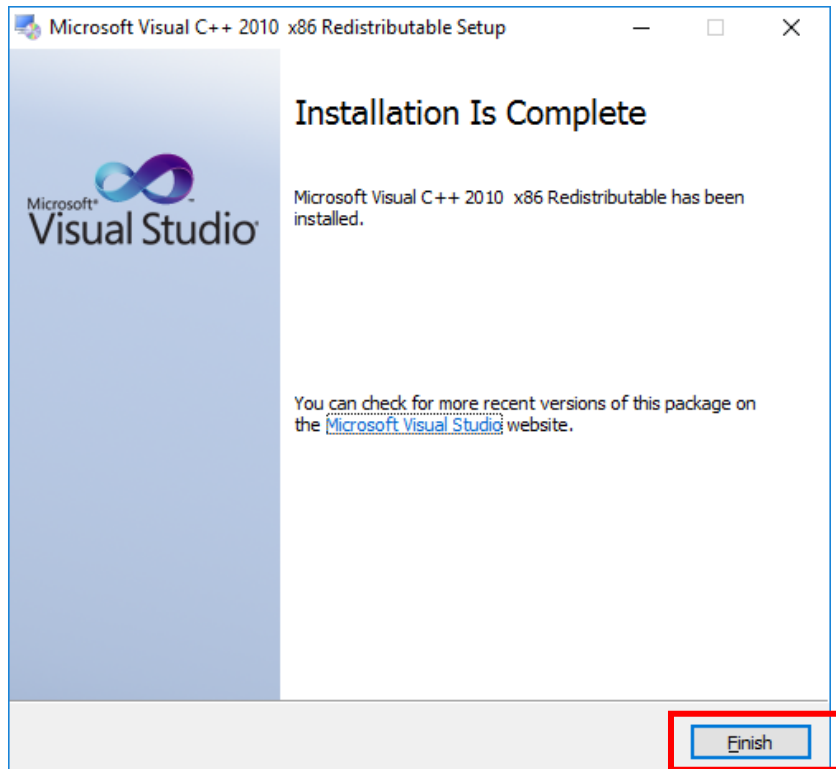 Microsoft Visual C++ 2010 x86 Redistributable Setup
Installation Is Complete
Microsoft®
Visual Studio®
Microsoft Visual C++ 2010 x86 Redistributable has been
installed.
You can check for more recent versions of this package on
the Microsoft Visual Studio website.
Finish